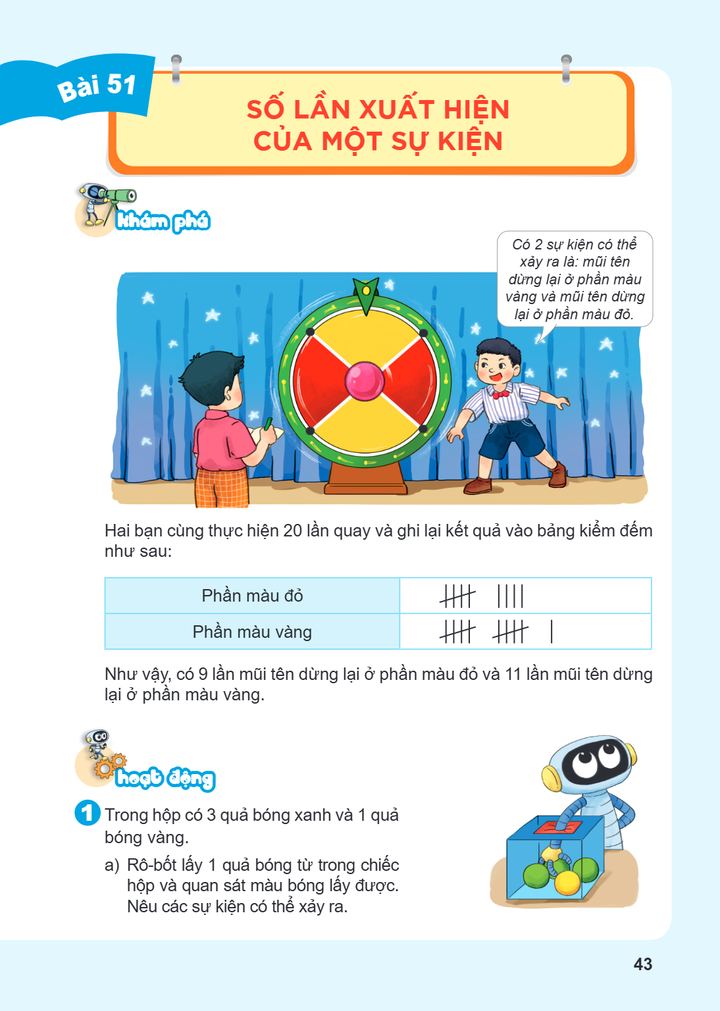 Bài 51
SỐ LẦN XUẤT HIỆN
CỦA MỘT SỰ KIỆN
khám phá
Có 2 sự kiện có thể
xảy ra là: mũi tên
dừng lại ở phần màu
vàng và mũi tên dừng
lại ở phần màu đỏ.
Hai bạn cùng thực hiện 20 lần quay và ghi lại kết quả vào bảng kiểm đếm
như sau:
Phần màu đỏ
Phần màu vàng
Như vậy, có 9 lần mũi tên dừng lại ở phần màu đỏ và 11 lần mũi tên dừng
lại ở phần màu vàng.
hoạt động
1 Trong hộp có 3 quả bóng xanh và 1 quả
bóng vàng.
a) Rô-bốt lấy 1 quả bóng từ trong chiếc
hộp và quan sát màu bóng lấy được.
Nêu các sự kiện có thể xảy ra.
43